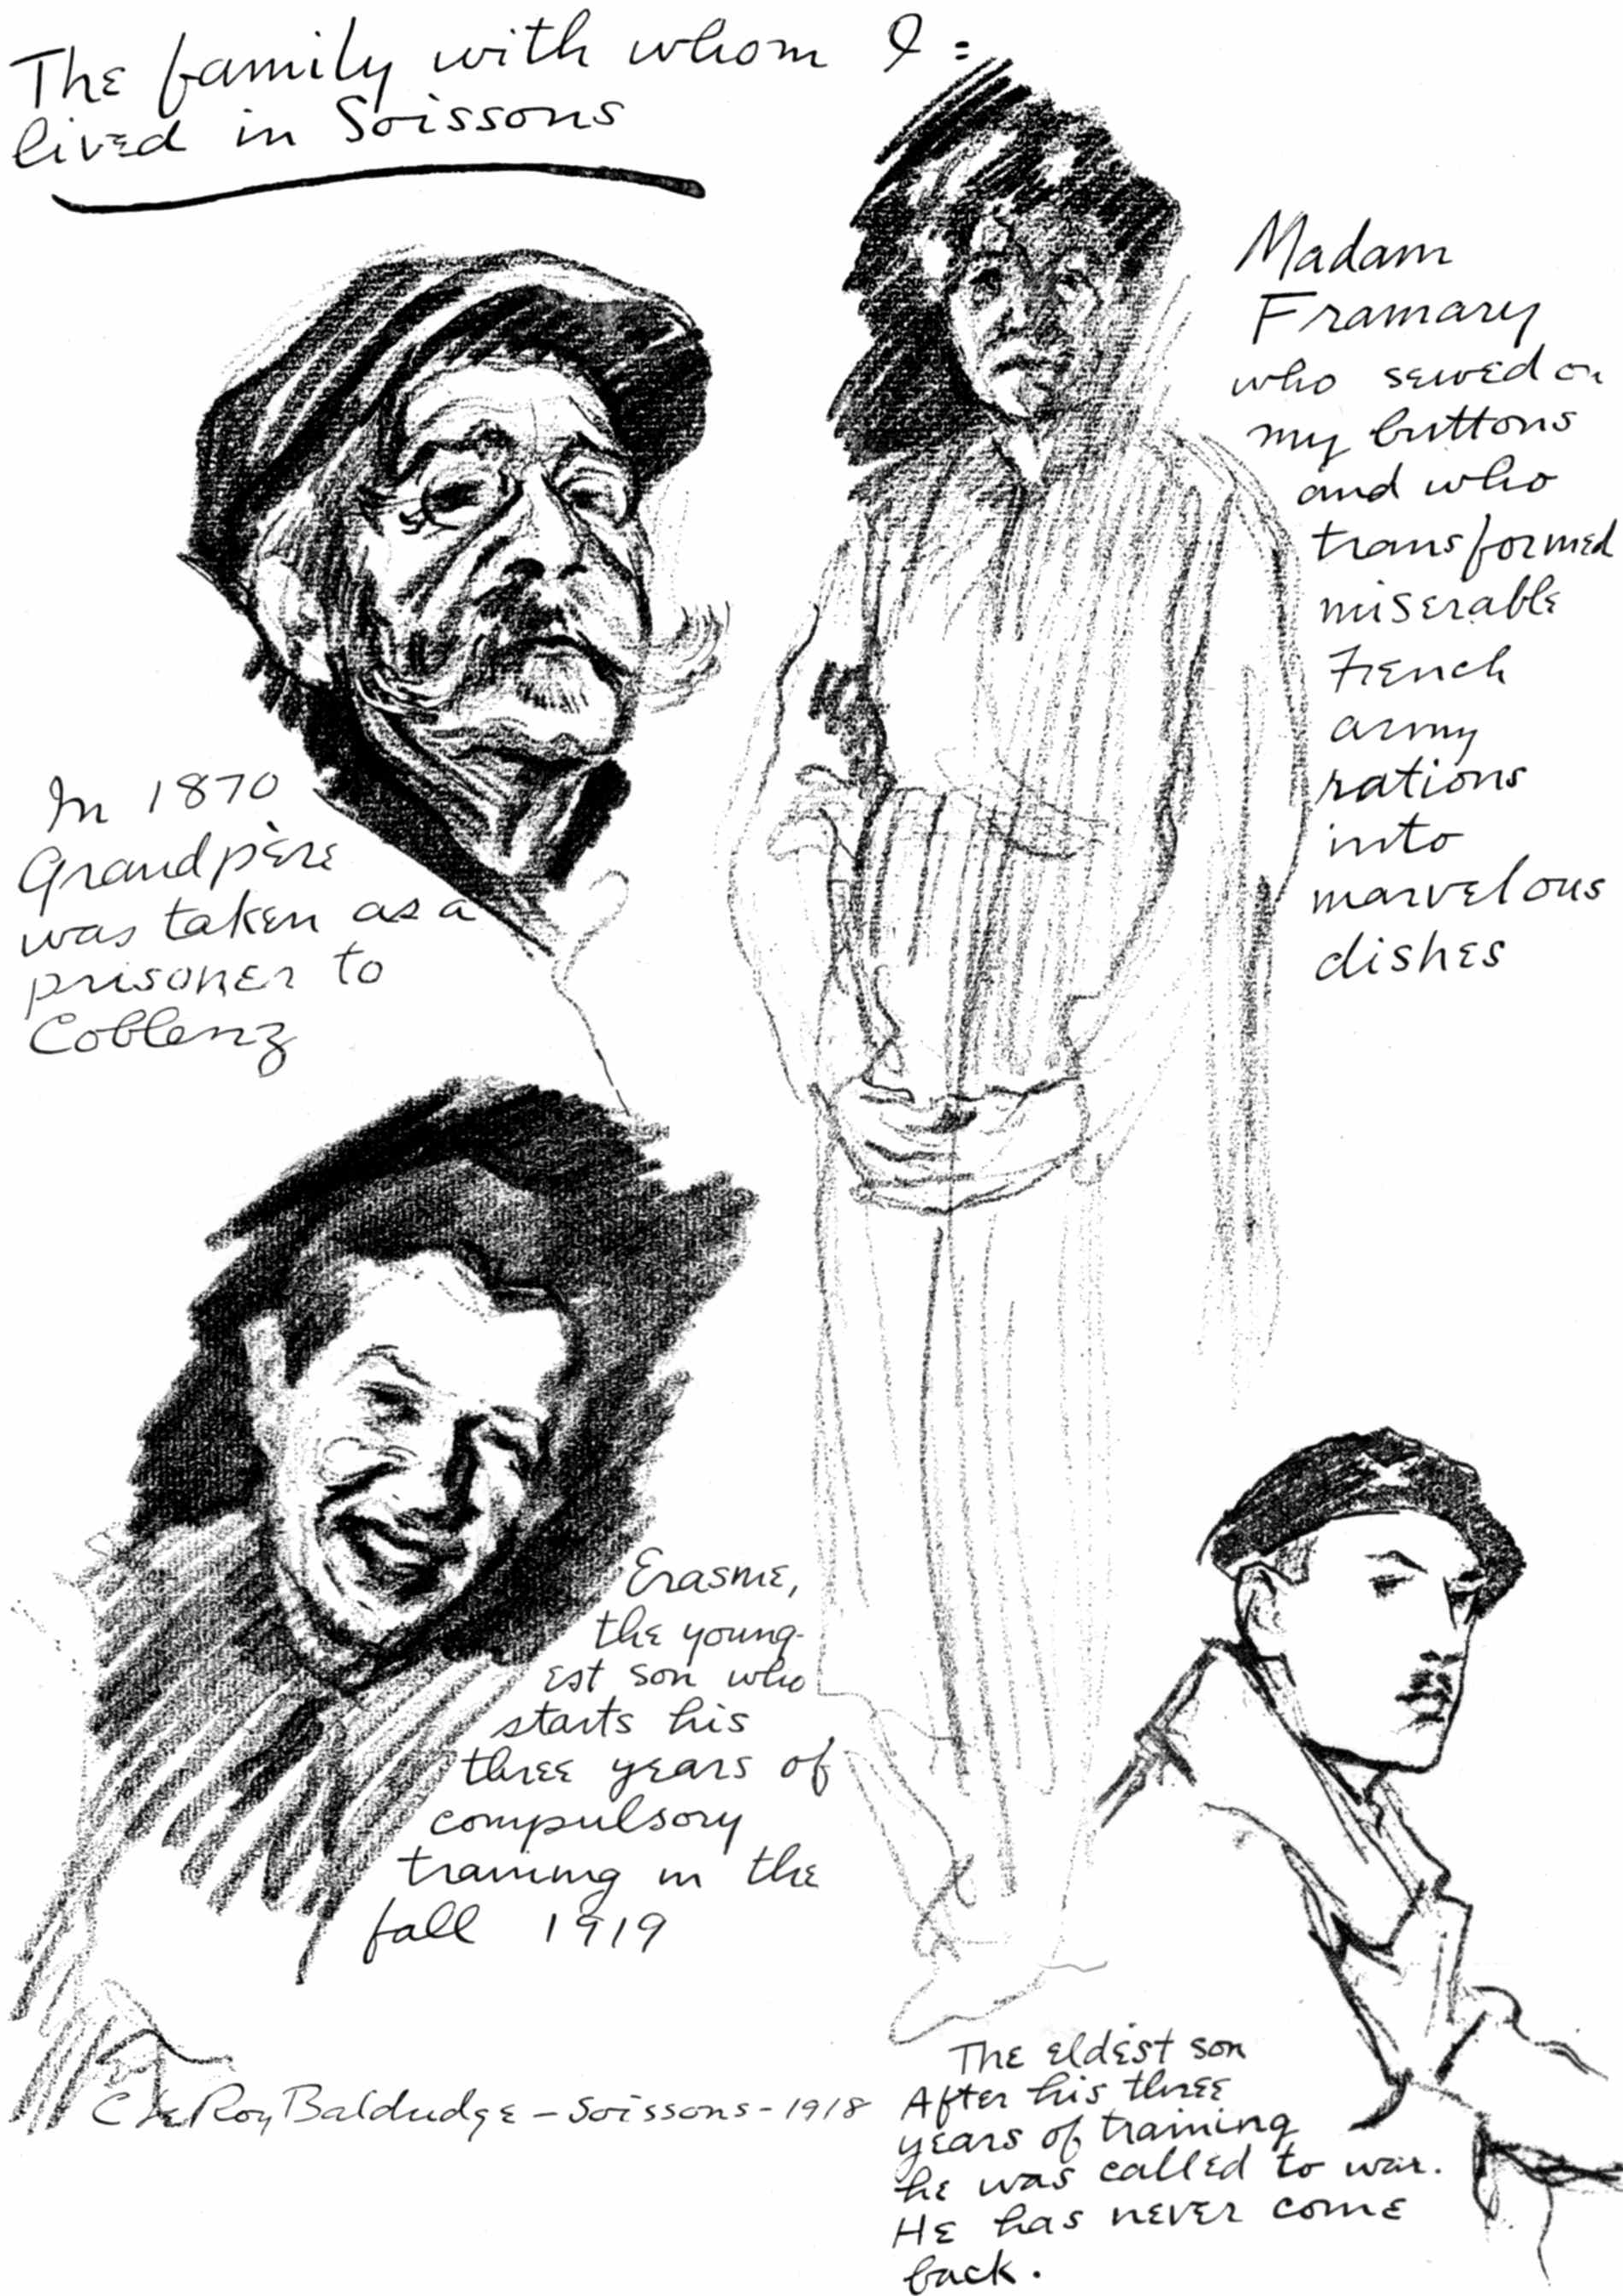 The family with whom I =
lived in Soissons
Madam
Framary
who sewed on
my buttons
and who
transformed
miserable
French
army
rations
into
marvelous
dishes
In 1870
Grandpère
was taken as a
prisoner to
Coblenz
Erasme,
the young-
est son who
starts his
three years of
compulsory
training in the
fall 1919
C LeRoy Baldridge – Soissons - 1918
The eldest son
After his three
years of training
he was called to war.
He has never come
back.